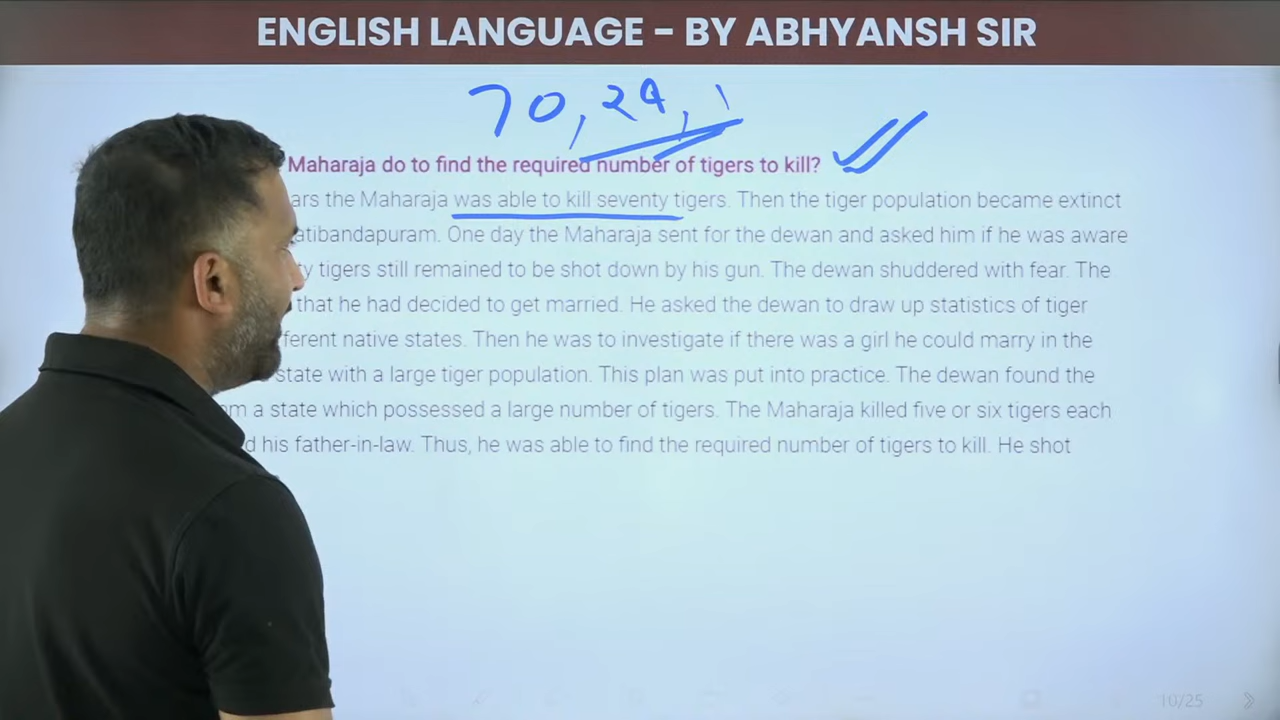 ENGLISH LANGUAGE – BY ABHYANSH SIR
70, 29, 1
Maharaja do to find the required number of tigers to kill?
ars the Maharaja was able to kill seventy tigers. Then the tiger population became extinct
atibandapuram. One day the Maharaja sent for the dewan and asked him if he was aware
y tigers still remained to be shot down by his gun. The dewan shuddered with fear. The
that he had decided to get married. He asked the dewan to draw up statistics of tiger
ferent native states. Then he was to investigate if there was a girl he could marry in the
state with a large tiger population. This plan was put into practice. The dewan found the
m a state which possessed a large number of tigers. The Maharaja killed five or six tigers each
d his father-in-law. Thus, he was able to find the required number of tigers to kill. He shot
10/25